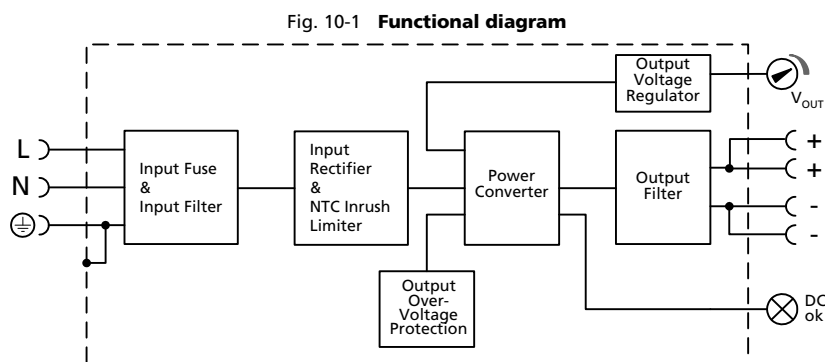 Fig. 10-1 Functional diagram
Output
Voltage
Regulator
V OUT
L
N
Input Fuse
&
Input Filter
Input
Rectifier
&
NTC Inrush
Limiter
Power
Converter
Output
Filter
+
+
-
-
Output
Over-
Voltage
Protection
DC
ok